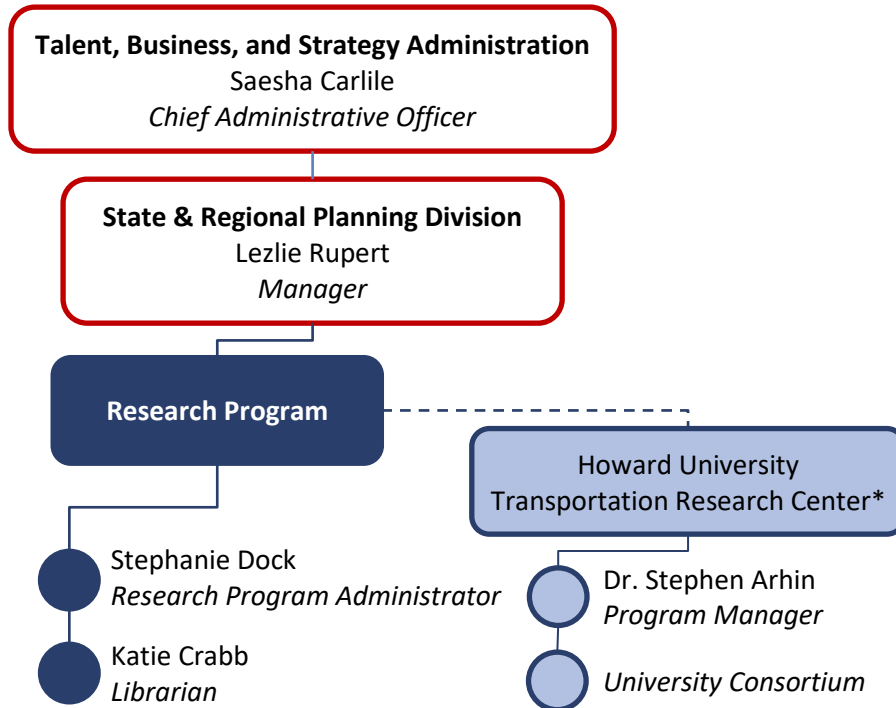 Talent, Business, and Strategy Administration
Saesha Carlile
Chief Administrative Officer
State & Regional Planning Division
Lezlie Rupert
Manager
Research Program
Howard University
Transportation Research Center*
Stephanie Dock
Research Program Administrator
Katie Crabb
Librarian
Dr. Stephen Arhin
Program Manager
University Consortium